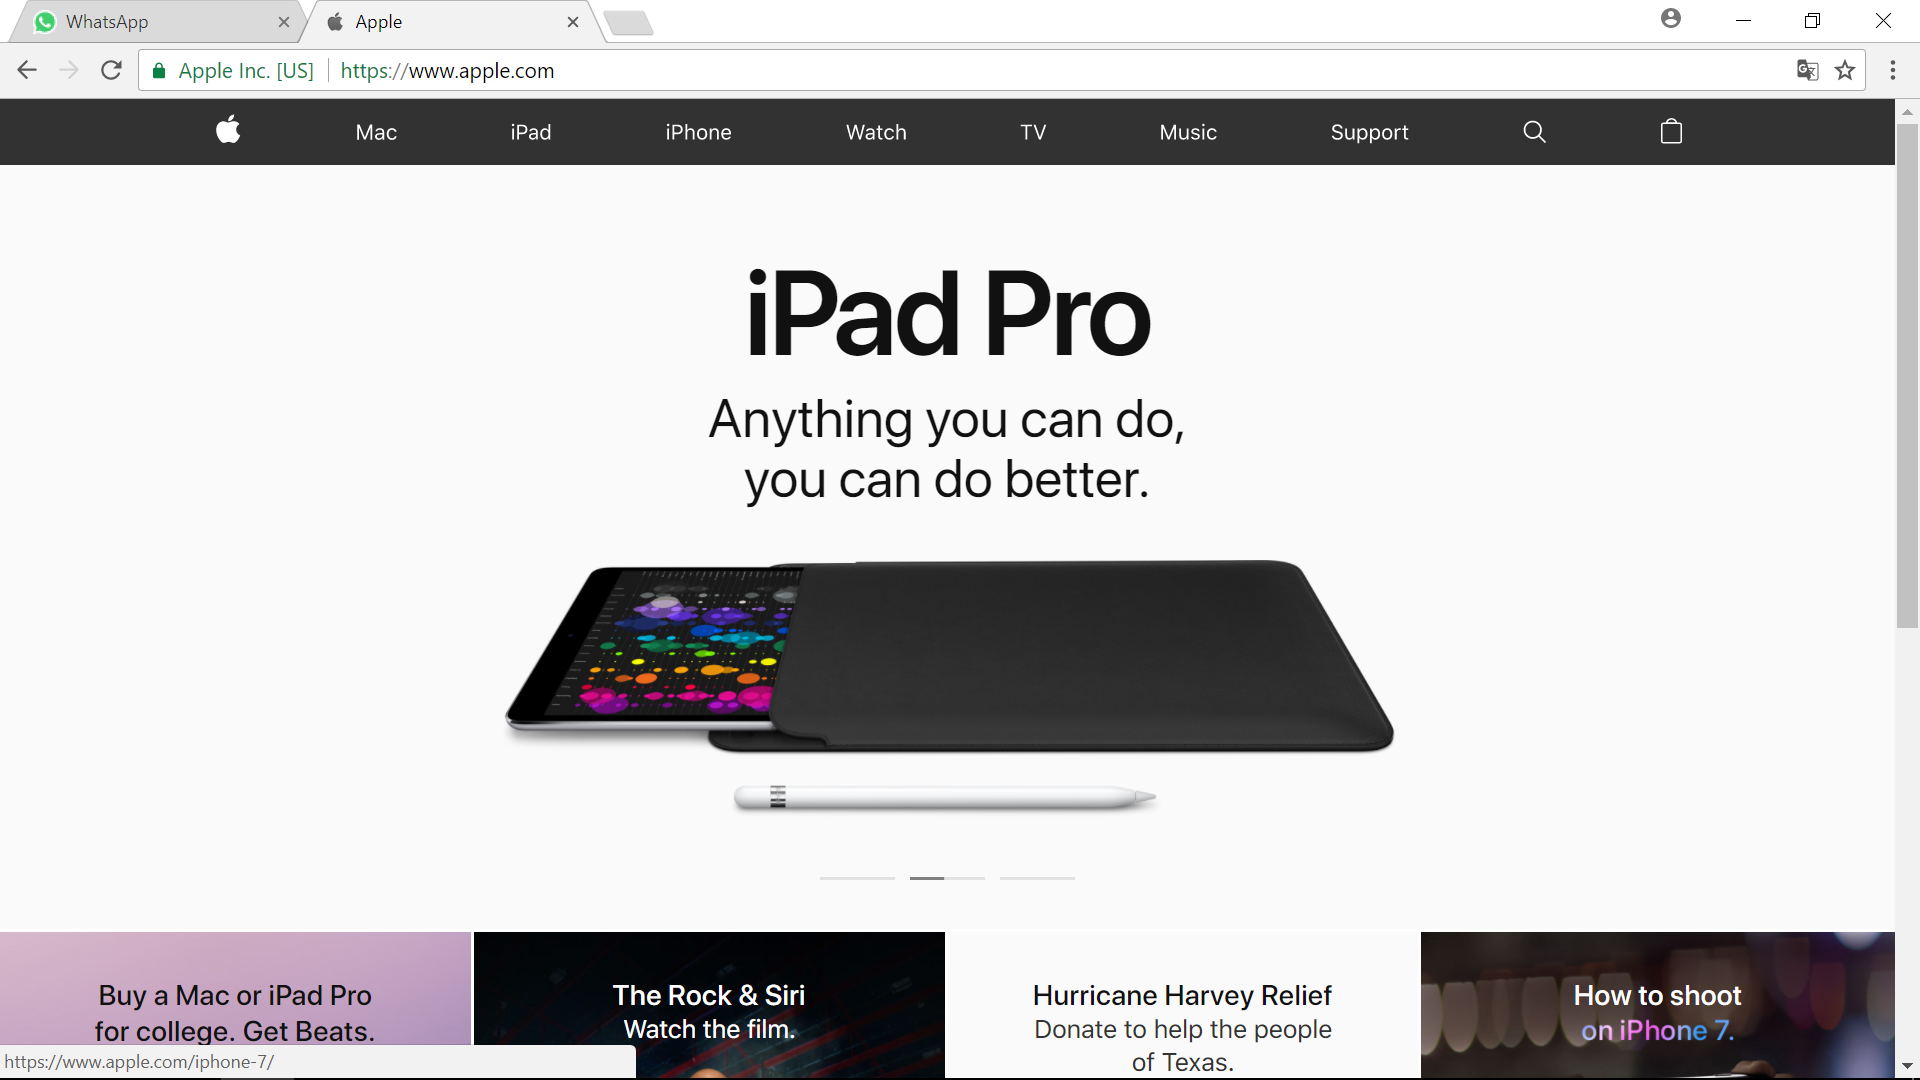 WhatsApp
Apple
Apple Inc. [US]
https://www.apple.com
Mac
iPad
iPhone
Watch
TV
Music
Support
iPad Pro
Anything you can do,
you can do better.
Buy a Mac or iPad Pro
for college. Get Beats.
The Rock & Siri
Watch the film.
Hurricane Harvey Relief
Donate to help the people
of Texas.
How to shoot
on iPhone 7.
https://www.apple.com/iphone-7/